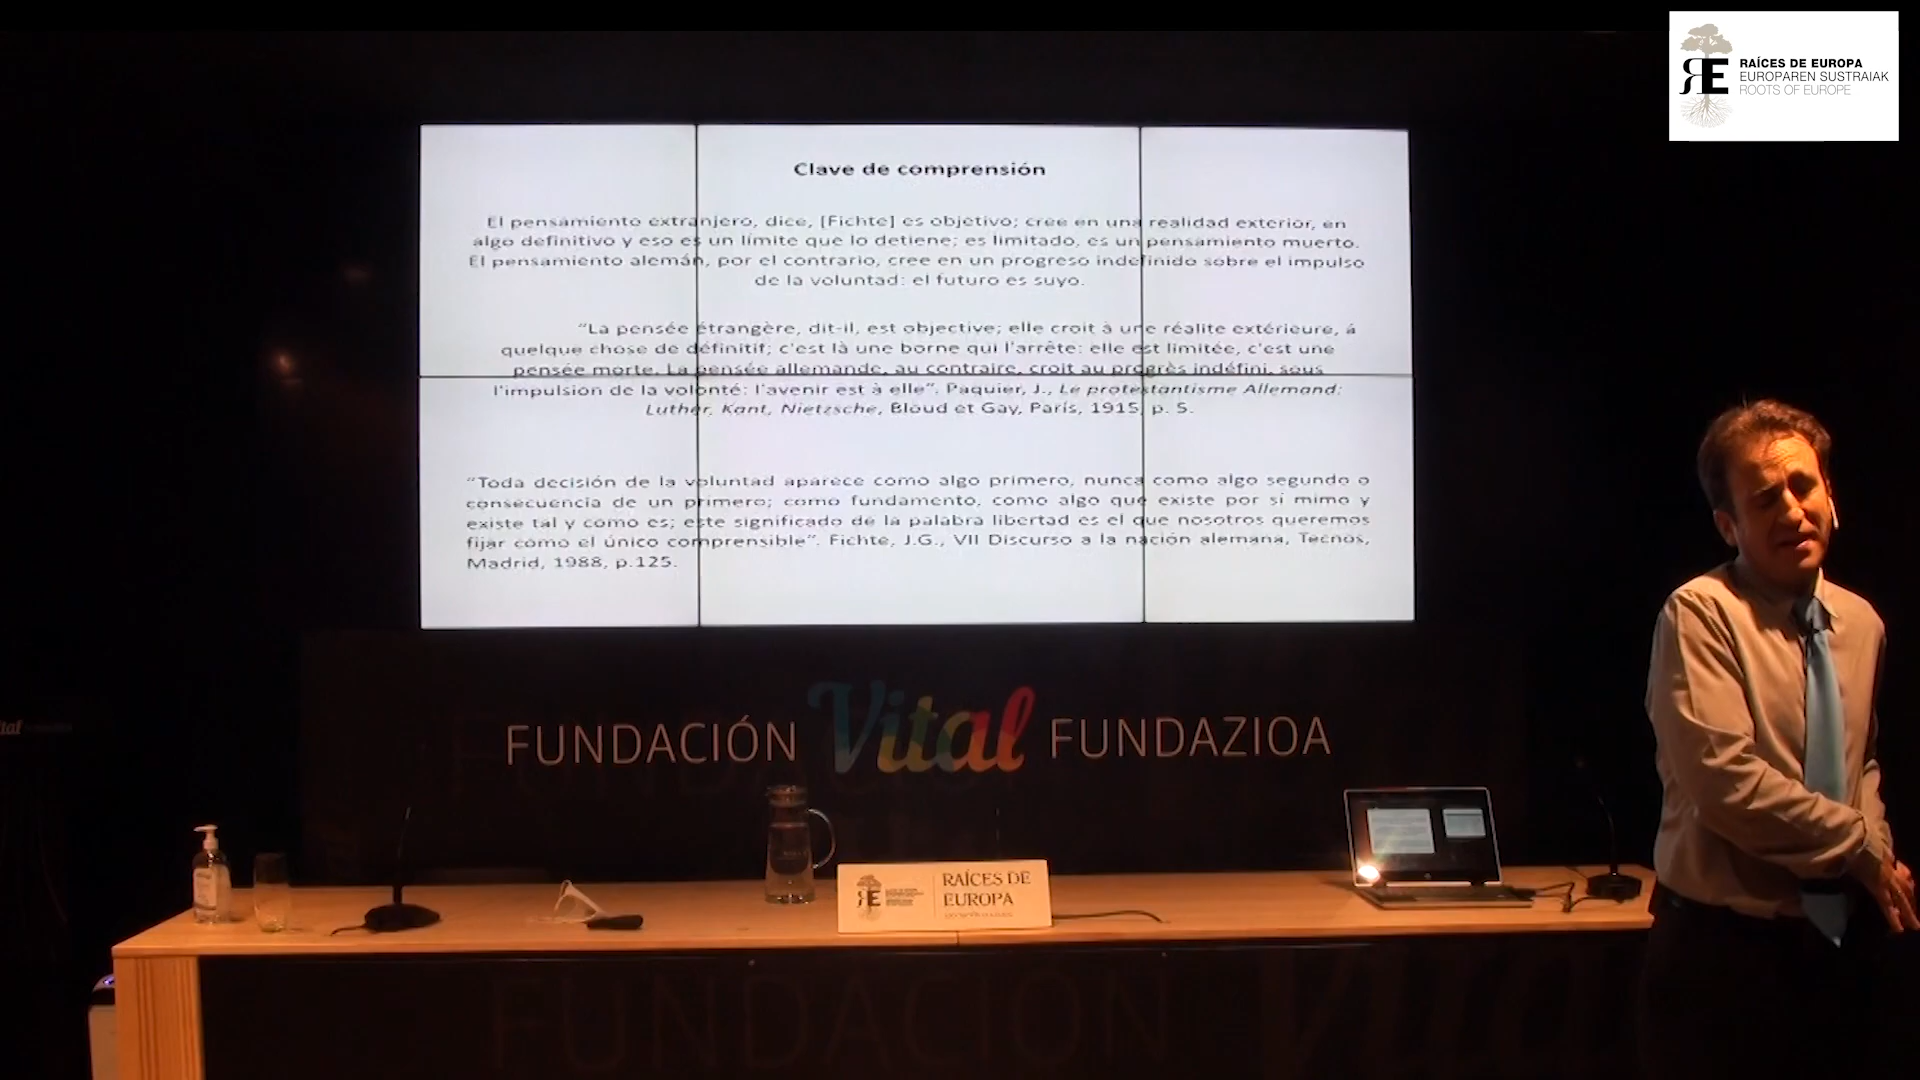 RAÍCES DE EUROPA
EUROPAREN SUSTRAIAK
ROOTS OF EUROPE
Clave de comprensión
El pensamiento extranjero, dice, [Fichte] es objetivo; cree en una realidad exterior, en
algo definitivo y eso es un límite que lo detiene; es limitado, es un pensamiento muerto.
El pensamiento alemán, por el contrario, cree en un progreso indefinido sobre el impulso
de la voluntad: el futuro es suyo.
"La pensée étrangère, dit-il, est objective; elle croit à une réalite extérieure, á
quelque chose de définitif; c'est là une borne qui l'arrête: elle est limitée, c'est une
pensée morte. La pensée allemande, au contraire, croit au progrès indéfini, sous
l'impulsion de la volonté: l'avenir est à elle". Paquier, J., Le protestantisme Allemand:
Luther, Kant, Nietzsche, Bloud et Gay, París, 1915, p. 5.
"Toda decisión de la voluntad aparece como algo primero, nunca como algo segundo o
consecuencia de un primero; como fundamento, como algo que existe por sí mimo y
existe tal y como es; este significado de la palabra libertad es el que nosotros queremos
fijar como el único comprensible". Fichte, J.G., VII Discurso a la nación alemana, Tecnos,
Madrid, 1988, p.125.
FUNDACIÓN Vital FUNDAZIOA
RAÍCES DE
EUROPA